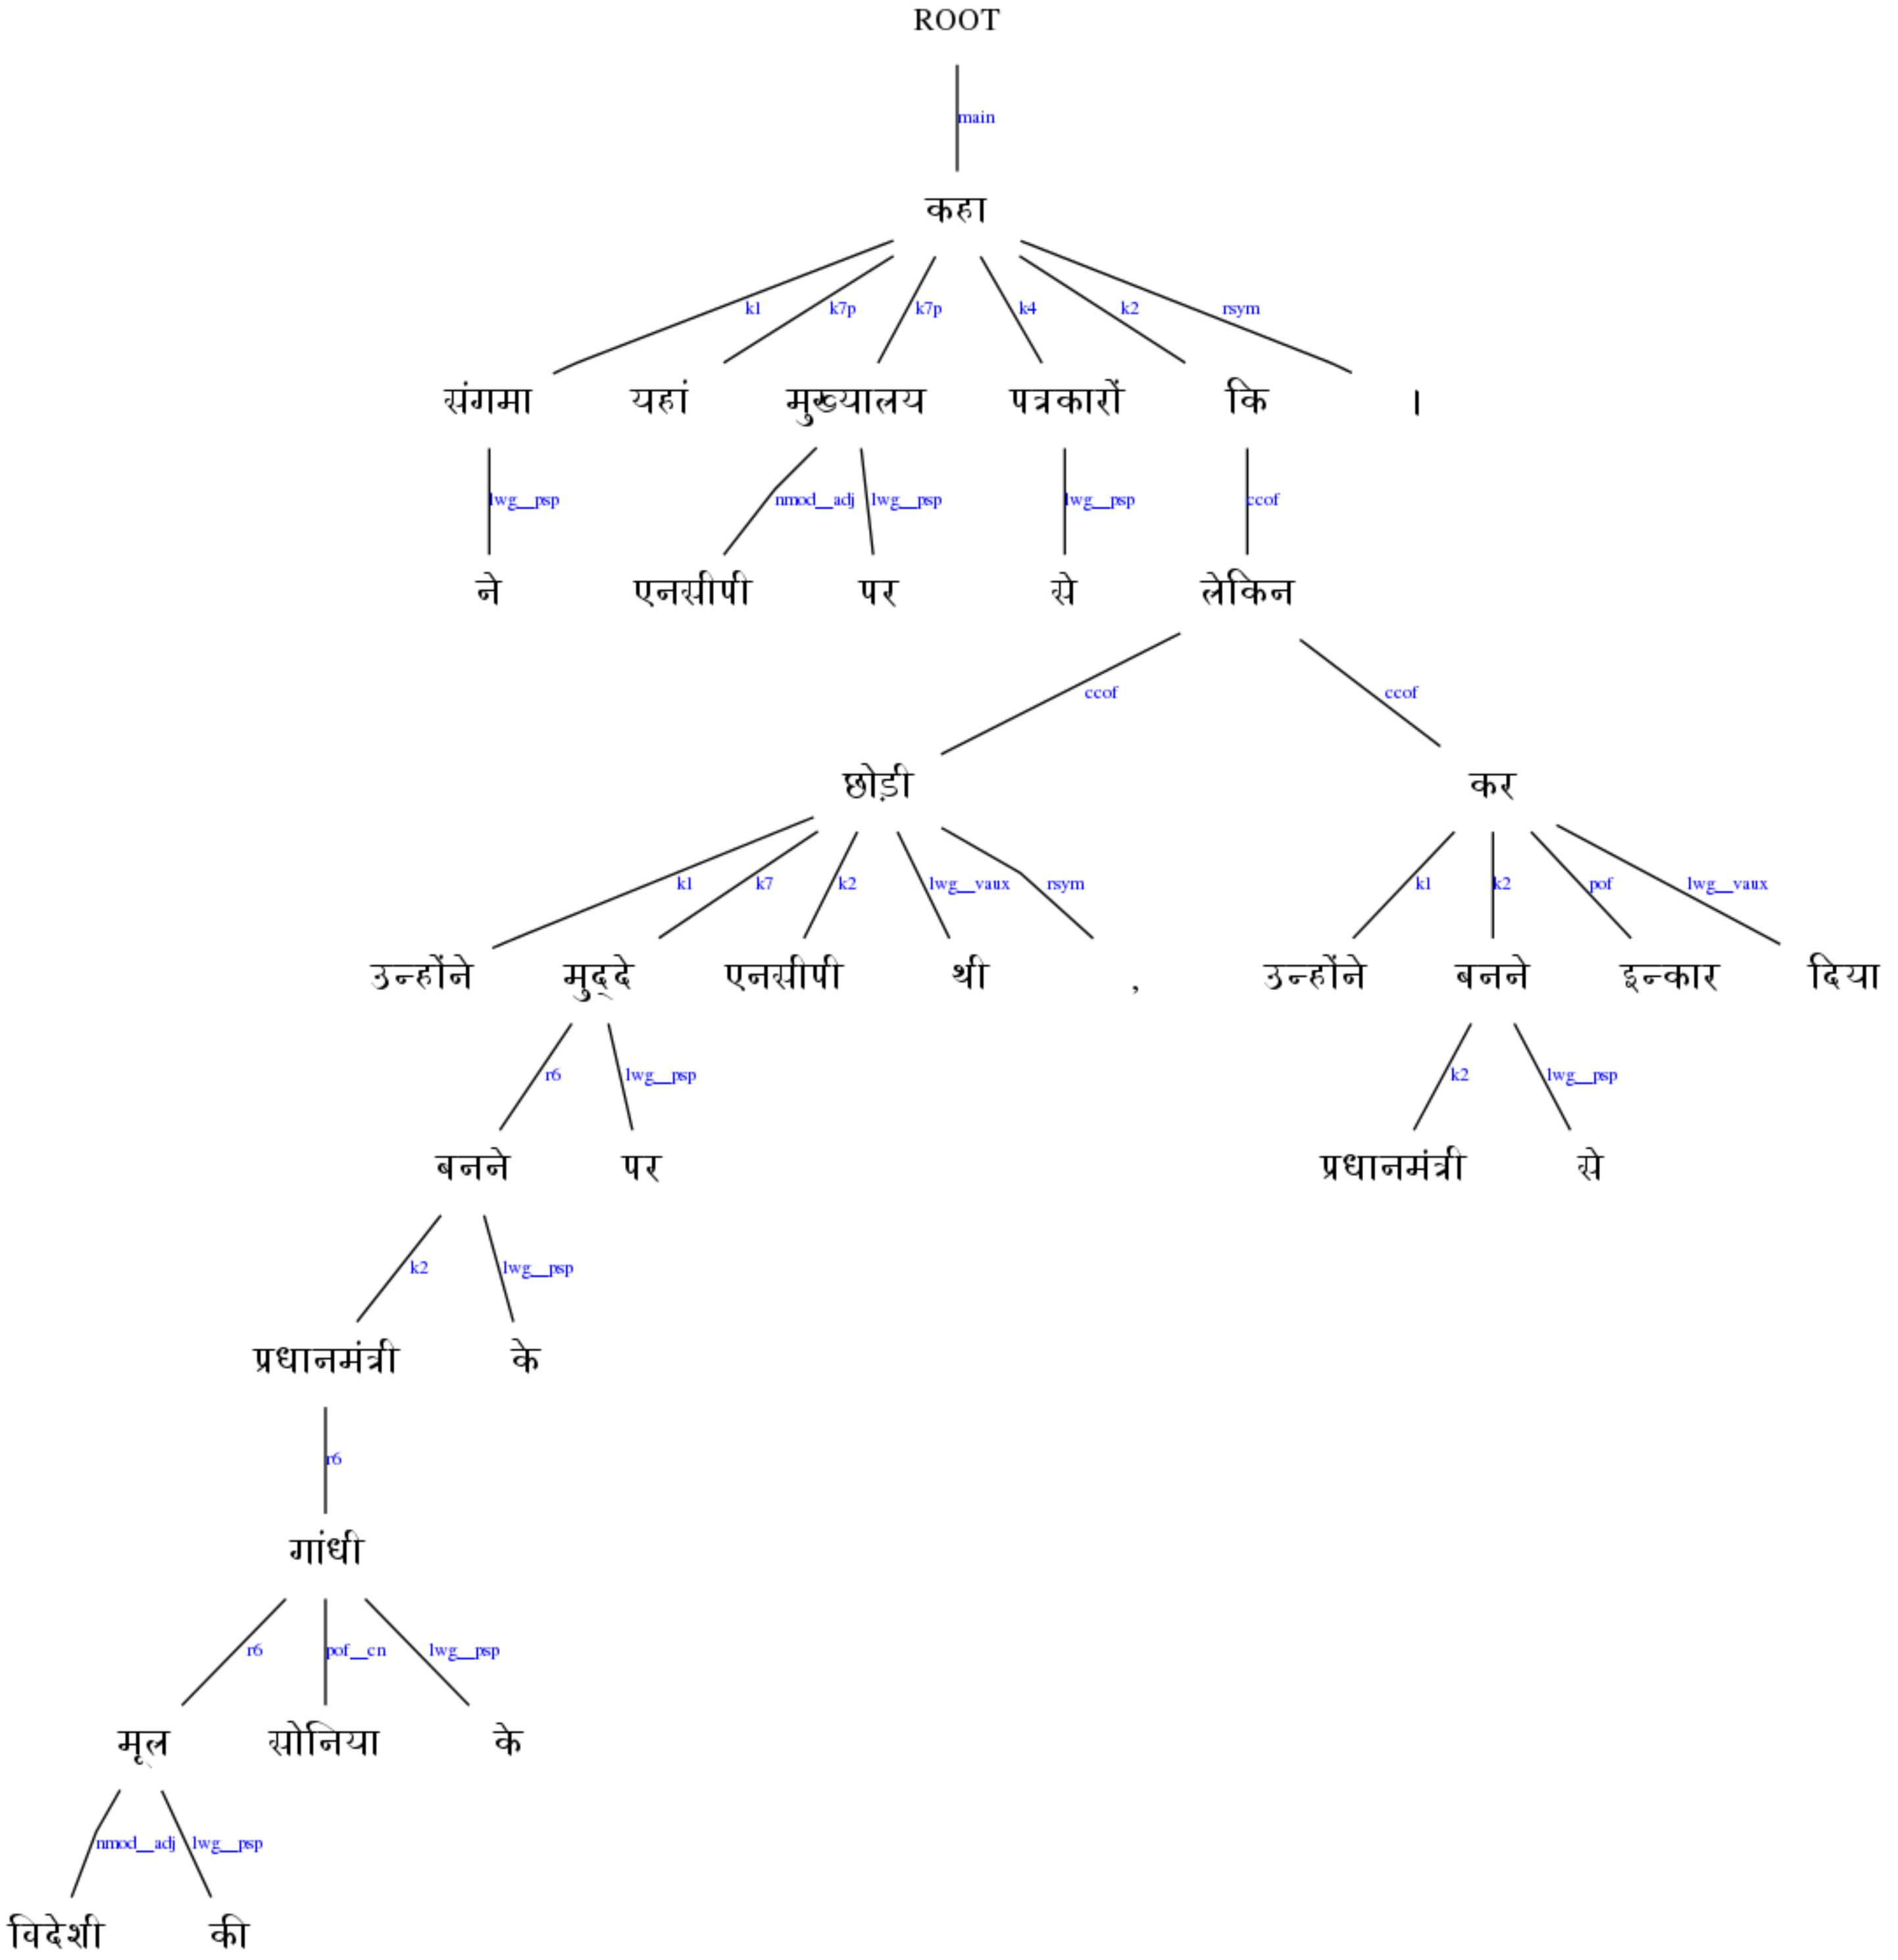 ROOT
main
कहा
k1 k7p k7p k4 k2 rsym
संगमा यहां मुख्यालय पत्रकारों कि ।
lwg__psp nmod__adj lwg__psp lwg__psp ccof
ने एनसीपी पर से लेकिन
ccof ccof
छोड़ी कर
k1 k7 k2 lwg__vaux rsym k1 k2 pof lwg__vaux
उन्होंने मुद्दे एनसीपी थी , उन्होंने बनने इन्कार दिया
r6 lwg__psp k2 lwg__psp
बनने पर प्रधानमंत्री से
k2 lwg__psp
प्रधानमंत्री के
r6
गांधी
r6 pof__cn lwg__psp
मूल सोनिया के
nmod__adj lwg__psp
विदेशी की